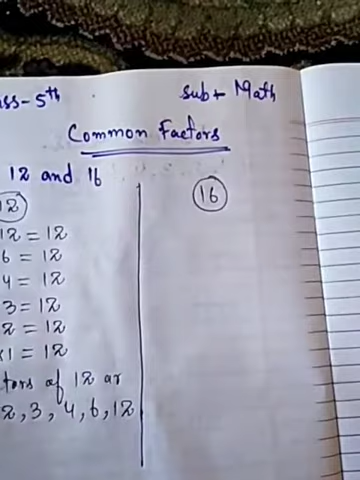 ss-5th sub- Math
Common Factors
12 and 16
12
16
12 = 12
6 = 12
4 = 12
3 = 12
2 = 12
×1 = 12
tors of 12 ar
2, 3, 4, 6, 12